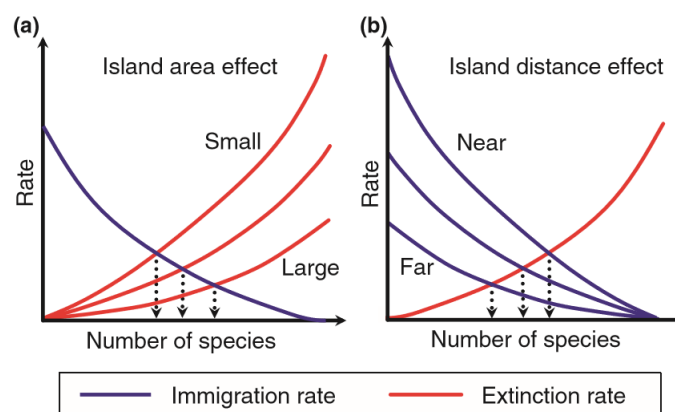 (a)
Island area effect
Small
Large
Rate
Number of species
(b)
Island distance effect
Near
Far
Rate
Number of species
Immigration rate
Extinction rate